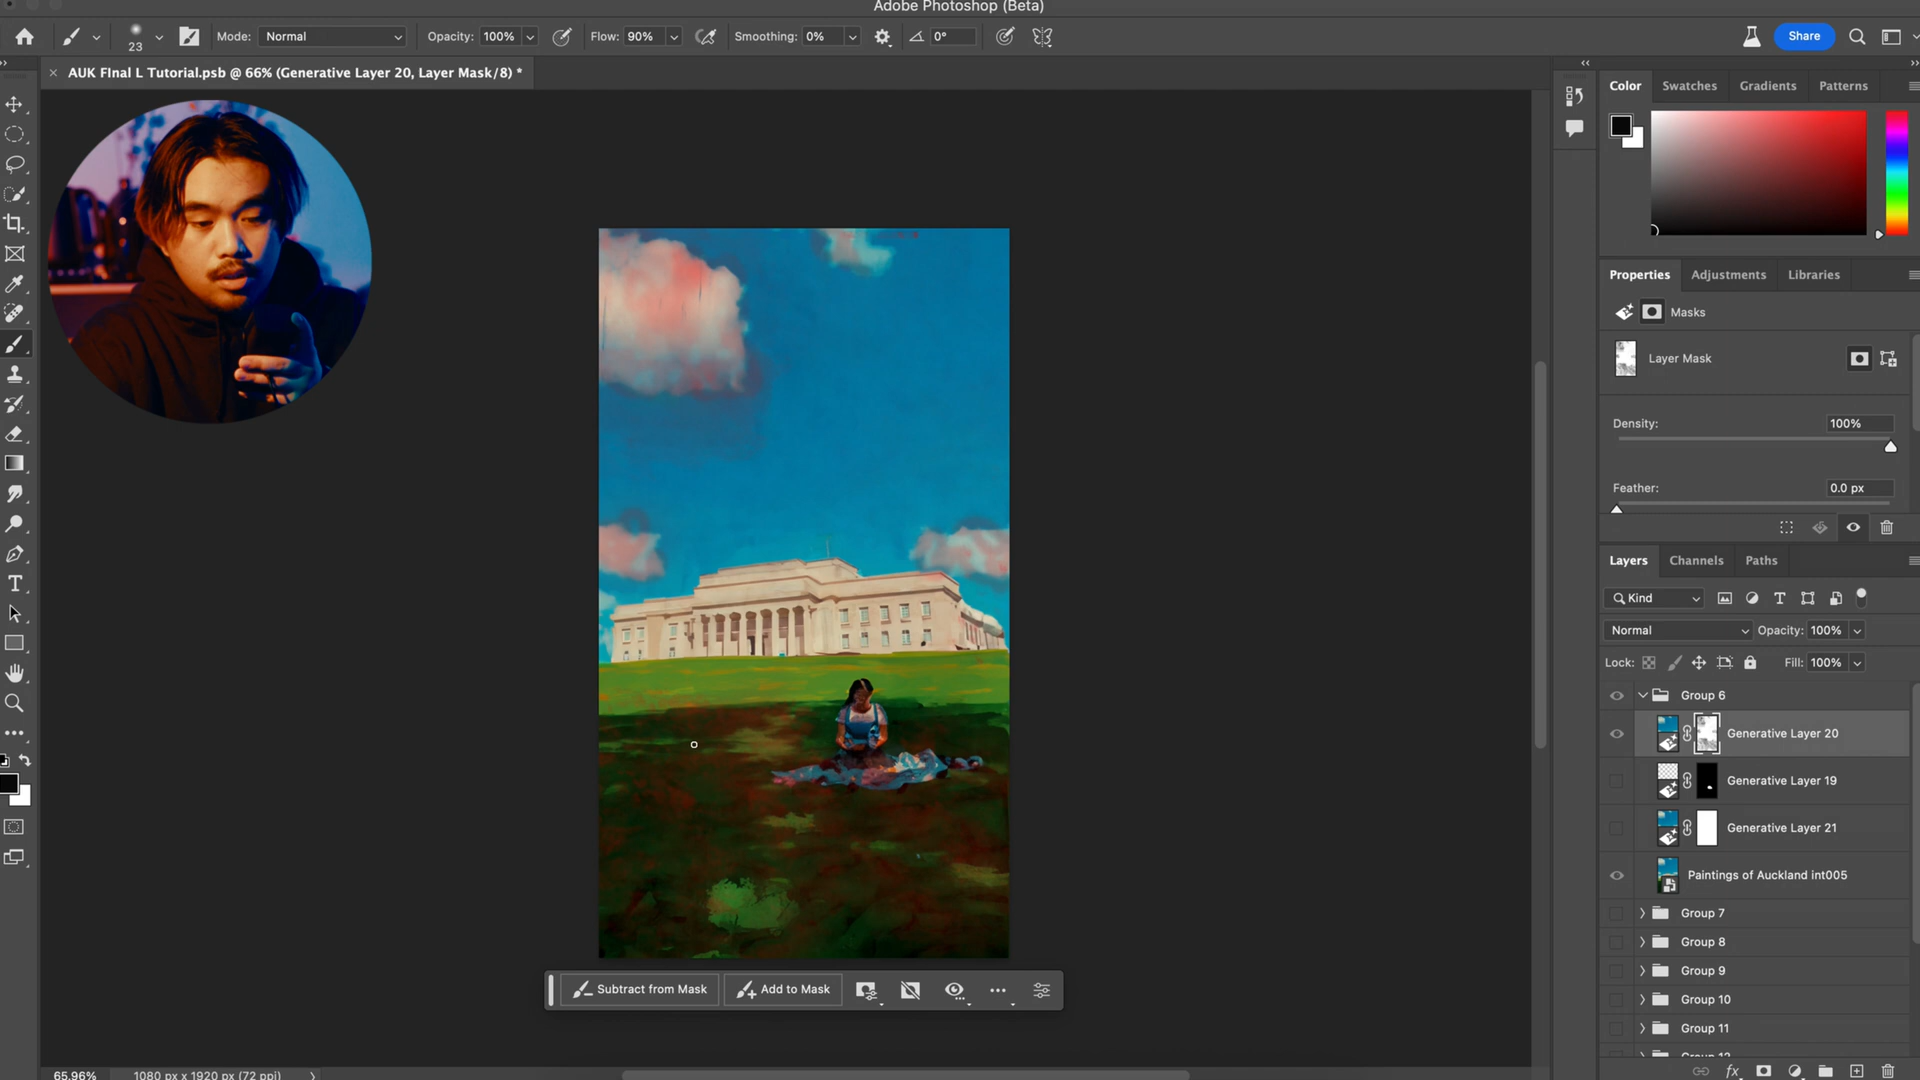 Adobe Photoshop (Beta)
23
Mode: Normal
Opacity: 100%
Flow: 90%
Smoothing: 0%
0°
Share
AUK FInal L Tutorial.psb @ 66% (Generative Layer 20, Layer Mask/8) *
Color Swatches Gradients Patterns
Properties Adjustments Libraries
Masks
Layer Mask
Density: 100%
Feather: 0.0 px
Layers Channels Paths
Kind
Normal Opacity: 100%
Lock: Fill: 100%
Group 6
Generative Layer 20
Generative Layer 19
Generative Layer 21
Paintings of Auckland int005
Group 7
Group 8
Group 9
Group 10
Group 11
Group 12
Subtract from Mask Add to Mask
65.96% 1080 px x 1920 px (72 ppi)